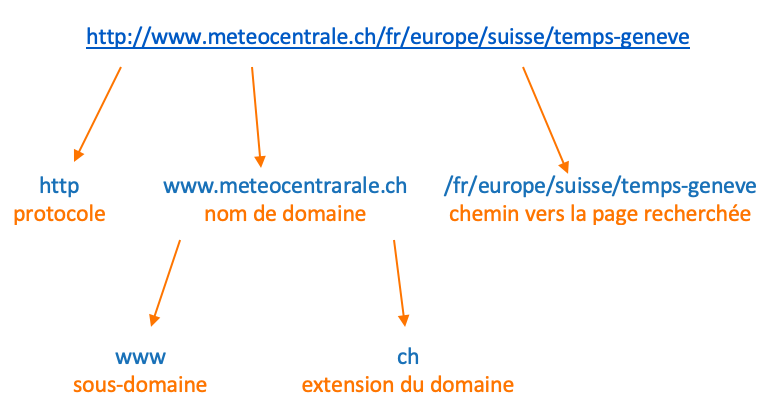 http://www.meteocentrale.ch/fr/europe/suisse/temps-geneve
http
protocole
www.meteocentrarale.ch
nom de domaine
/fr/europe/suisse/temps-geneve
chemin vers la page recherchée
www
sous-domaine
ch
extension du domaine